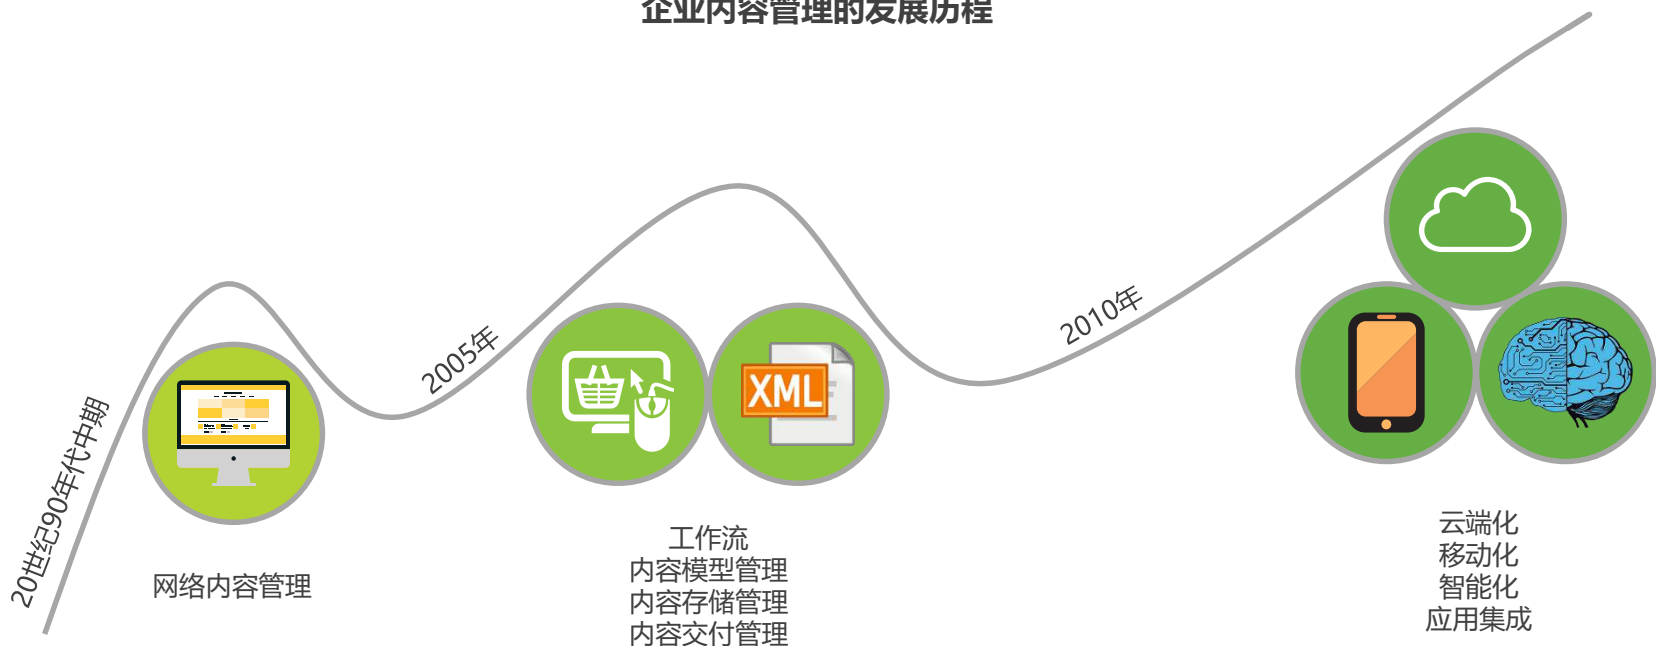 企业内容管理的发展历程
20世纪90年代中期
网络内容管理
2005年
XML
工作流
内容模型管理
内容存储管理
内容交付管理
2010年
云端化
移动化
智能化
应用集成